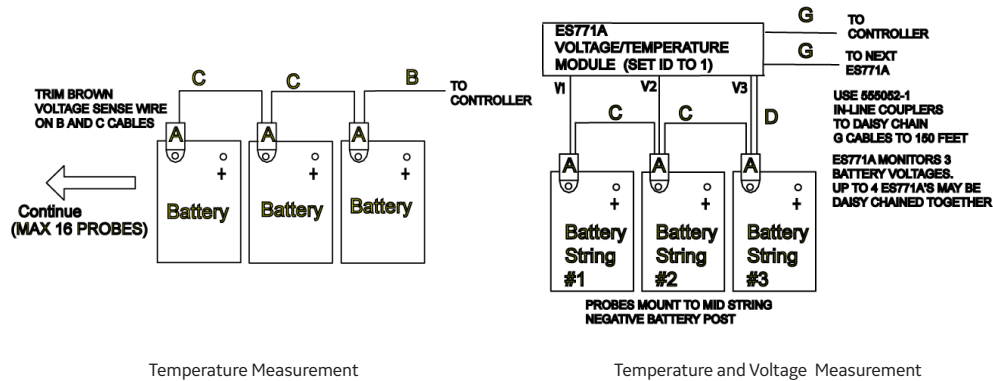 TRIM BROWN
VOLTAGE SENSE WIRE
ON B AND C CABLES
C
C
B
TO
CONTROLLER
A
A
A
+
+
+
Battery
Battery
Battery
Continue
(MAX 16 PROBES)
Temperature Measurement
ES771A
VOLTAGE/TEMPERATURE
MODULE (SET ID TO 1)
G
TO
CONTROLLER
G
TO NEXT
ES771A
V1
V2
V3
C
C
D
USE 555052-1
IN-LINE COUPLERS
TO DAISY CHAIN
G CABLES TO 150 FEET
ES771A MONITORS 3
BATTERY VOLTAGES.
UP TO 4 ES771A'S MAY BE
DAISY CHAINED TOGETHER
A
A
A
+
+
+
Battery
String
#1
Battery
String
#2
Battery
String
#3
PROBES MOUNT TO MID STRING
NEGATIVE BATTERY POST
Temperature and Voltage Measurement